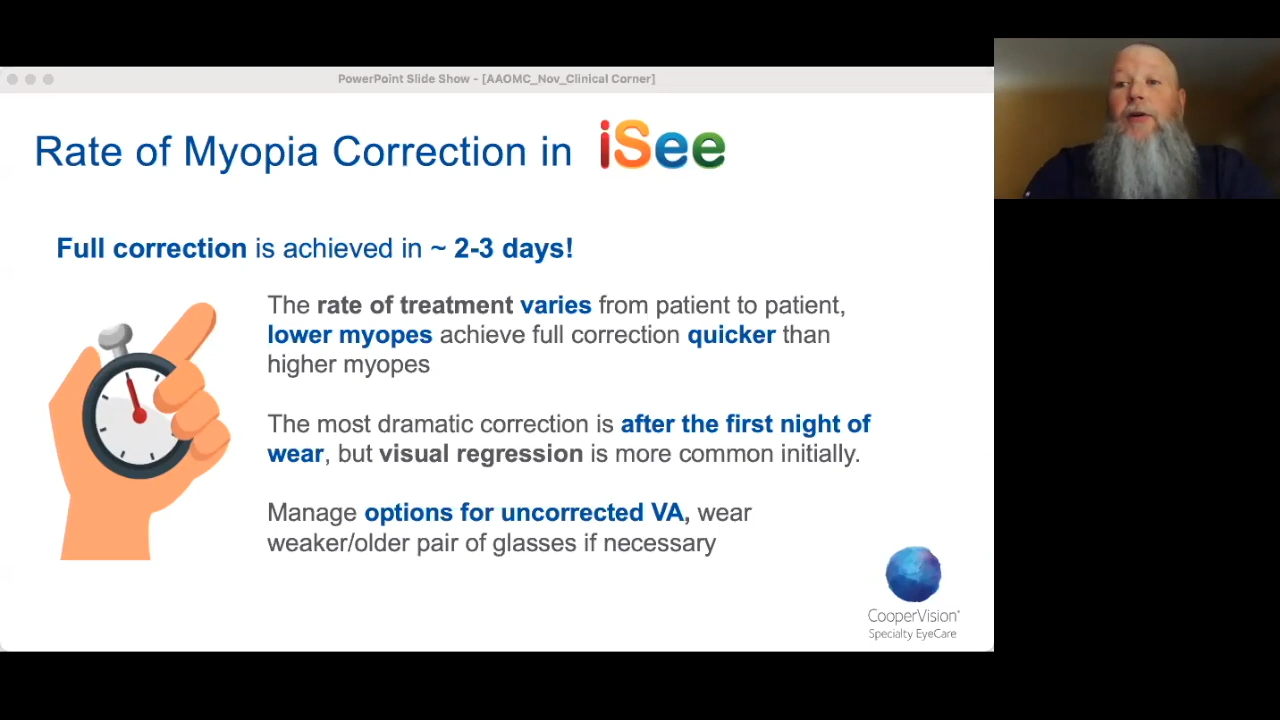 PowerPoint Slide Show - [AAOMC_Nov_Clinical Corner]
Rate of Myopia Correction in iSee
Full correction is achieved in ~ 2-3 days!
The rate of treatment varies from patient to patient,
lower myopes achieve full correction quicker than
higher myopes
The most dramatic correction is after the first night of
wear, but visual regression is more common initially.
Manage options for uncorrected VA, wear
weaker/older pair of glasses if necessary
CooperVision®
Specialty EyeCare